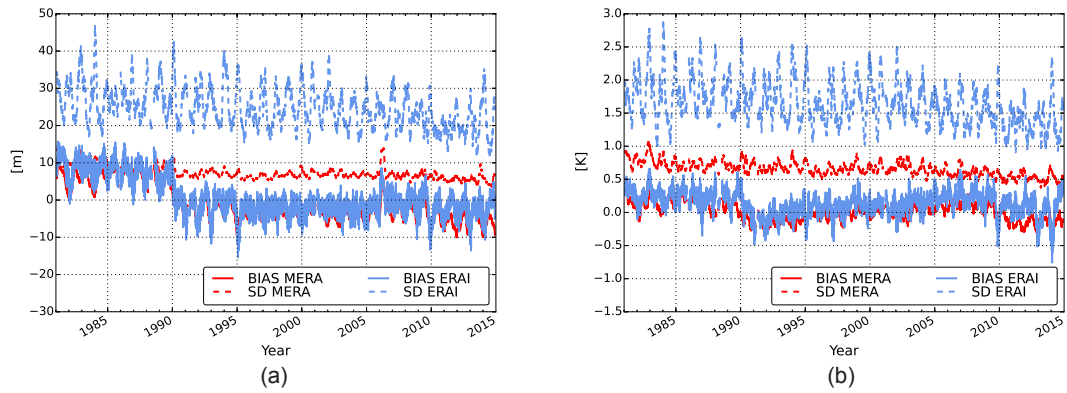 50
40
30
20
10
0
−10
−20
−30
[m]
1985
1990
1995
2000
2005
2010
2015
Year
BIAS MERA
SD MERA
BIAS ERAI
SD ERAI
(a)
3.0
2.5
2.0
1.5
1.0
0.5
0.0
−0.5
−1.0
−1.5
[K]
1985
1990
1995
2000
2005
2010
2015
Year
BIAS MERA
SD MERA
BIAS ERAI
SD ERAI
(b)